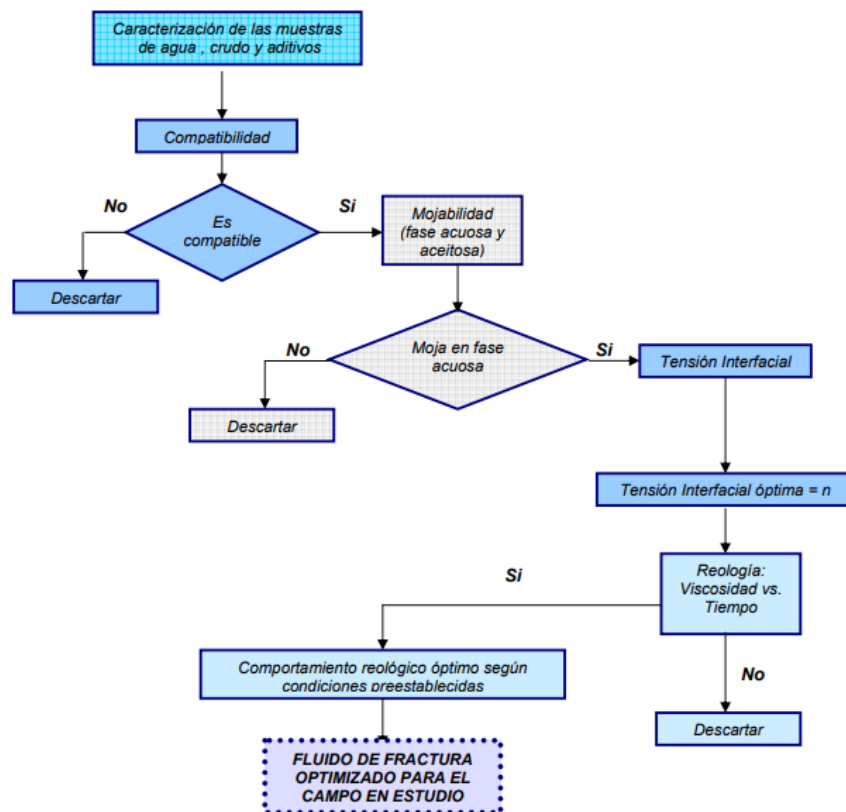 Caracterización de las muestras
de agua , crudo y aditivos
Compatibilidad
No
Es
compatible
Si
Mojabilidad
(fase acuosa y
aceitosa)
Descartar
No
Moja en fase
acuosa
Si
Tensión Interfacial
Descartar
Tensión Interfacial óptima = n
Si
Reología:
Viscosidad vs.
Tiempo
Comportamiento reológico óptimo según
condiciones preestablecidas
No
Descartar
FLUIDO DE FRACTURA
OPTIMIZADO PARA EL
CAMPO EN ESTUDIO